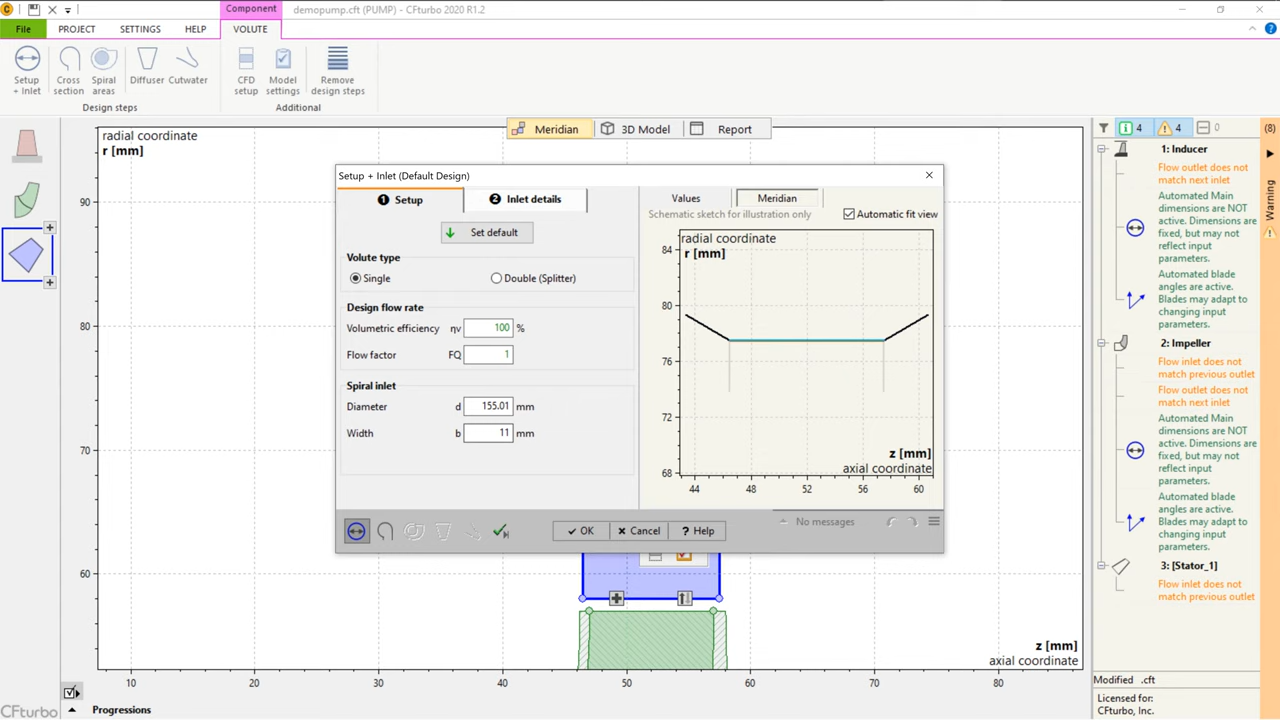 demopump.cft (PUMP) — CFturbo 2020 R1.2
Component
File PROJECT SETTINGS HELP VOLUTE
Setup + Inlet
Cross section
Spiral areas
Diffuser
Cutwater
CFD setup
Model settings
Remove design steps
Design steps
Additional
Meridian
3D Model
Report
radial coordinate
r [mm]
90
80
70
60
10 20 30 40 50 60 70 80
z [mm]
axial coordinate
Setup + Inlet (Default Design)
1 Setup
2 Inlet details
Set default
Volute type
Single
Double (Splitter)
Design flow rate
Volumetric efficiency ηv 100 %
Flow factor FQ 1
Spiral inlet
Diameter d 155.01 mm
Width b 11 mm
Values
Meridian
Schematic sketch for illustration only
Automatic fit view
radial coordinate
r [mm]
84
80
76
72
68
z [mm]
axial coordinate
44 48 52 56 60
OK
Cancel
? Help
No messages
4
4
0
(8)
Warning
1: Inducer
Flow outlet does not
match next inlet
Automated Main
dimensions are NOT
active. Dimensions are
fixed, but may not
reflect input
parameters.
Automated blade
angles are active.
Blades may adapt to
changing input
parameters.
2: Impeller
Flow inlet does not
match previous outlet
Flow outlet does not
match next inlet
Automated Main
dimensions are NOT
active. Dimensions are
fixed, but may not
reflect input
parameters.
Automated blade
angles are active.
Blades may adapt to
changing input
parameters.
3: [Stator_1]
Flow inlet does not
match previous outlet
Modified .cft
Licensed for:
CFturbo, Inc.
CFturbo
Progressions